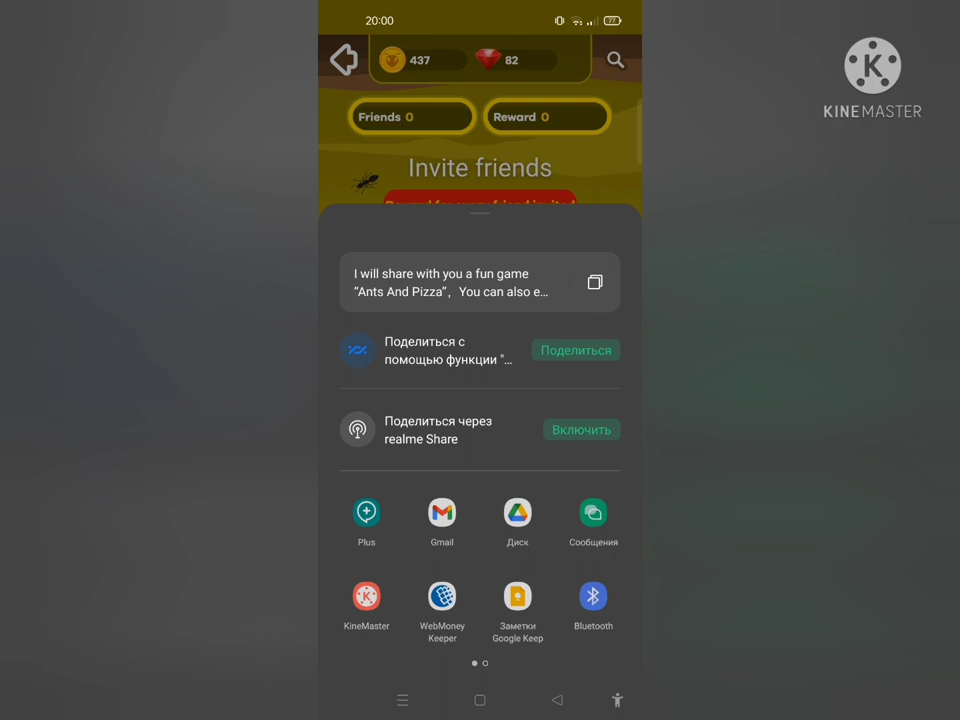 20:00
77
437
82
K
KINEMASTER
Friends 0
Reward 0
Invite friends
I will share with you a fun game
“Ants And Pizza”, You can also e...
Поделиться с
помощью функции "...
Поделиться
Поделиться через
realme Share
Включить
Plus
Gmail
Диск
Сообщения
K
KineMaster
WebMoney
Keeper
Заметки
Google Keep
Bluetooth